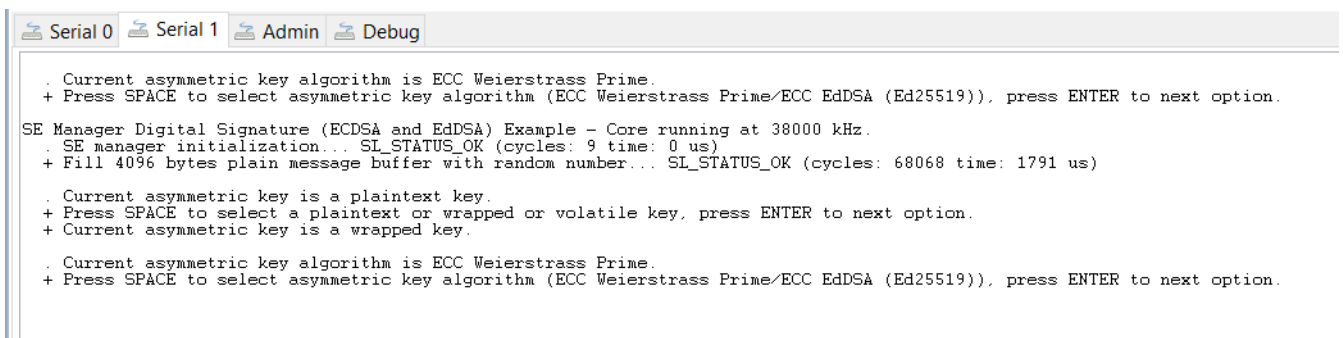 Serial 0 Serial 1 Admin Debug
. Current asymmetric key algorithm is ECC Weierstrass Prime.
+ Press SPACE to select asymmetric key algorithm (ECC Weierstrass Prime/ECC EdDSA (Ed25519)), press ENTER to next option.
SE Manager Digital Signature (ECDSA and EdDSA) Example - Core running at 38000 kHz.
. SE manager initialization... SL_STATUS_OK (cycles: 9 time: 0 us)
+ Fill 4096 bytes plain message buffer with random number... SL_STATUS_OK (cycles: 68068 time: 1791 us)
. Current asymmetric key is a plaintext key.
+ Press SPACE to select a plaintext or wrapped or volatile key, press ENTER to next option.
+ Current asymmetric key is a wrapped key.
. Current asymmetric key algorithm is ECC Weierstrass Prime.
+ Press SPACE to select asymmetric key algorithm (ECC Weierstrass Prime/ECC EdDSA (Ed25519)), press ENTER to next option.